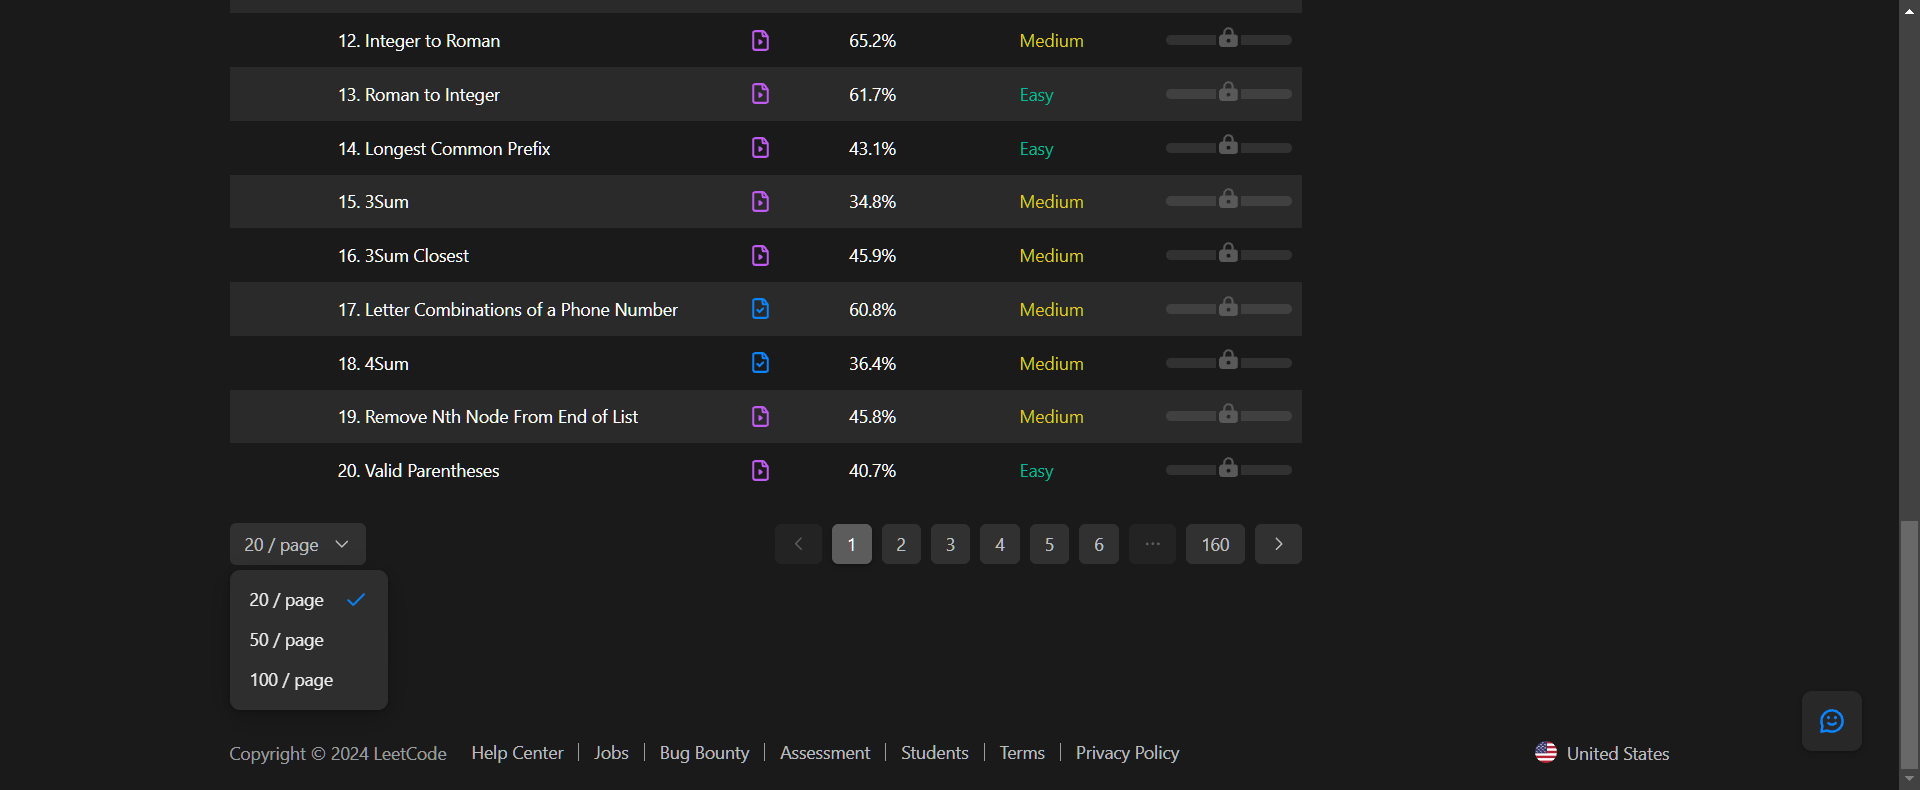 12. Integer to Roman 65.2% Medium
13. Roman to Integer 61.7% Easy
14. Longest Common Prefix 43.1% Easy
15. 3Sum 34.8% Medium
16. 3Sum Closest 45.9% Medium
17. Letter Combinations of a Phone Number 60.8% Medium
18. 4Sum 36.4% Medium
19. Remove Nth Node From End of List 45.8% Medium
20. Valid Parentheses 40.7% Easy
20 / page 1 2 3 4 5 6 ··· 160
20 / page
50 / page
100 / page
Copyright © 2024 LeetCode Help Center | Jobs | Bug Bounty | Assessment | Students | Terms | Privacy Policy United States